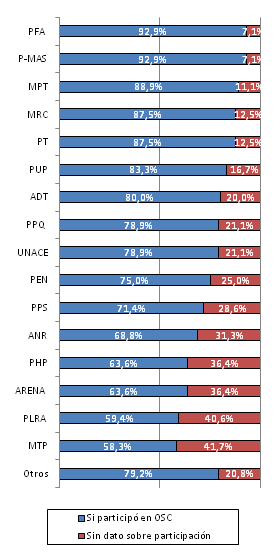 PFA 92,9% 7,1%
P-MAS 92,9% 7,1%
MPT 88,9% 11,1%
MRC 87,5% 12,5%
PT 87,5% 12,5%
PUP 83,3% 16,7%
ADT 80,0% 20,0%
PPQ 78,9% 21,1%
UNACE 78,9% 21,1%
PEN 75,0% 25,0%
PPS 71,4% 28,6%
ANR 68,8% 31,3%
PHP 63,6% 36,4%
ARENA 63,6% 36,4%
PLRA 59,4% 40,6%
MTP 58,3% 41,7%
Otros 79,2% 20,8%
Si participó en OSC
Sin dato sobre participación